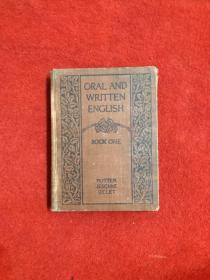 ORAL AND
WRITTEN
ENGLISH
BOOK ONE
POTTER
JESCHKE
GILLET